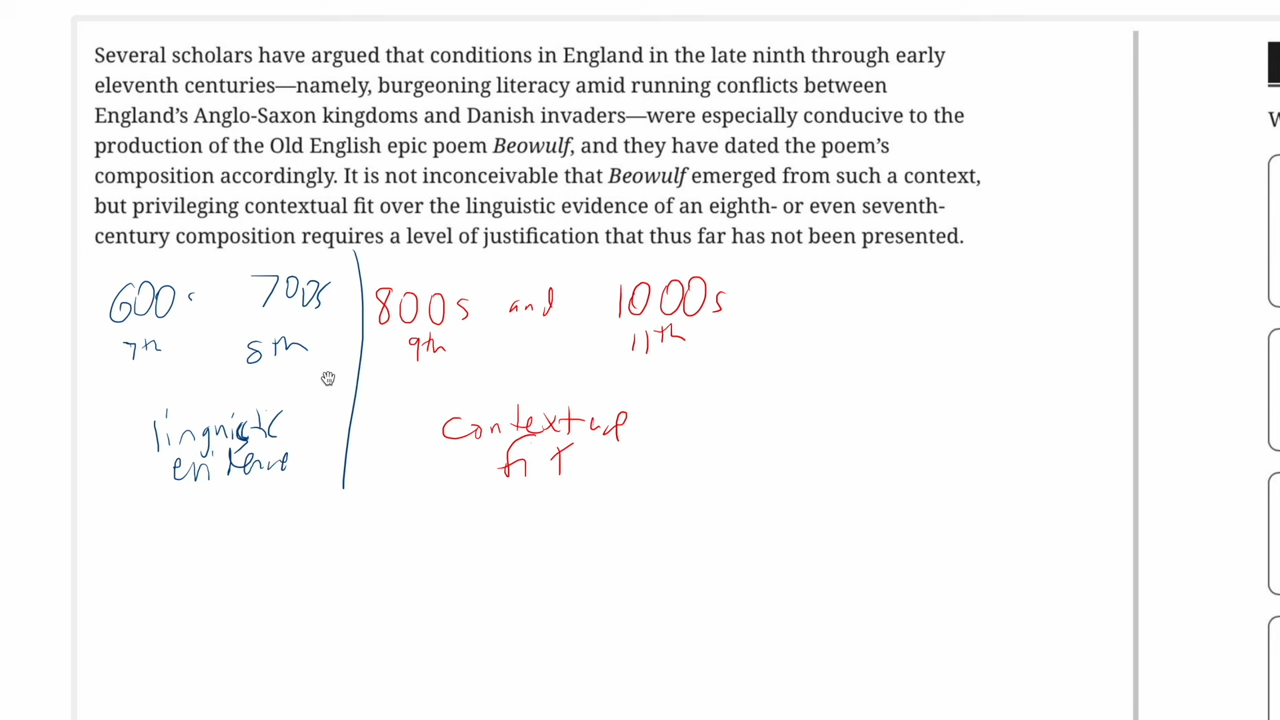 Several scholars have argued that conditions in England in the late ninth through early
eleventh centuries—namely, burgeoning literacy amid running conflicts between
England's Anglo-Saxon kingdoms and Danish invaders—were especially conducive to the
production of the Old English epic poem Beowulf, and they have dated the poem's
composition accordingly. It is not inconceivable that Beowulf emerged from such a context,
but privileging contextual fit over the linguistic evidence of an eighth- or even seventh-
century composition requires a level of justification that thus far has not been presented.
600s 700s 800s and 1000s
7th 8th 9th 11th
linguistic contextual
fit